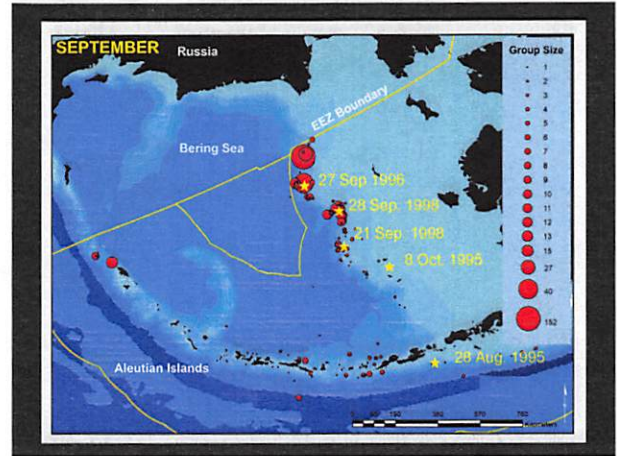 SEPTEMBER
Russia
Group Size
1
2
3
4
5
6
7
8
9
10
11
12
13
15
27
40
152
EEZ Boundary
Bering Sea
27 Sep 1996
28 Sep. 1998
21 Sep. 1998
8 Oct. 1995
28 Aug. 1995
Aleutian Islands